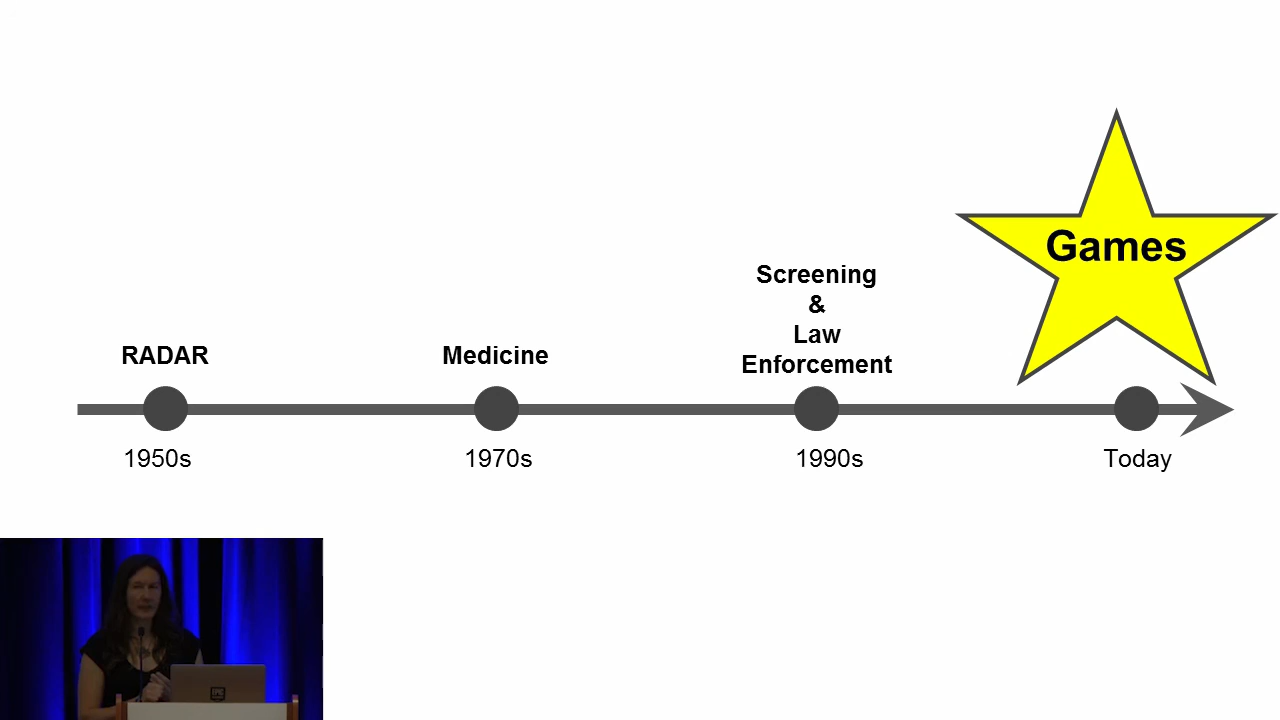 Games
Screening
&
Law
Enforcement
RADAR
Medicine
1950s
1970s
1990s
Today